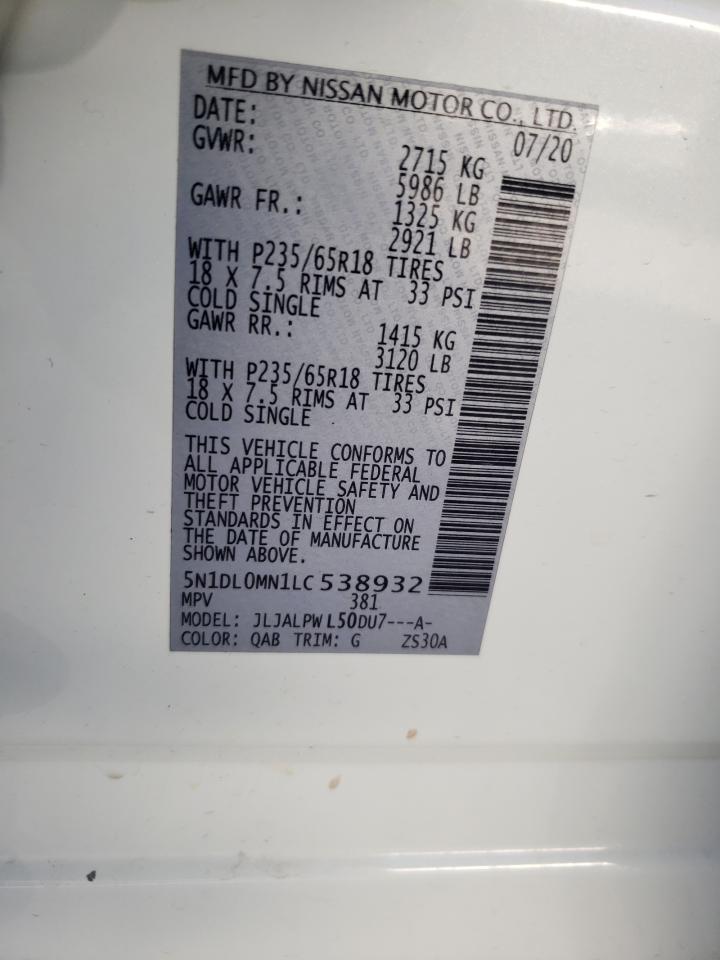 MFD BY NISSAN MOTOR CO., LTD.
DATE: 07/20
GVWR: 2715 KG
5986 LB
GAWR FR.: 1325 KG
2921 LB
WITH P235/65R18 TIRES
18 X 7.5 RIMS AT 33 PSI
COLD SINGLE
GAWR RR.: 1415 KG
3120 LB
WITH P235/65R18 TIRES
18 X 7.5 RIMS AT 33 PSI
COLD SINGLE
THIS VEHICLE CONFORMS TO
ALL APPLICABLE FEDERAL
MOTOR VEHICLE SAFETY AND
THEFT PREVENTION
STANDARDS IN EFFECT ON
THE DATE OF MANUFACTURE
SHOWN ABOVE.
5N1DL0MN1LC538932
MPV 381
MODEL: JLJALPWL50DU7---A-
COLOR: QAB TRIM: G ZS30A